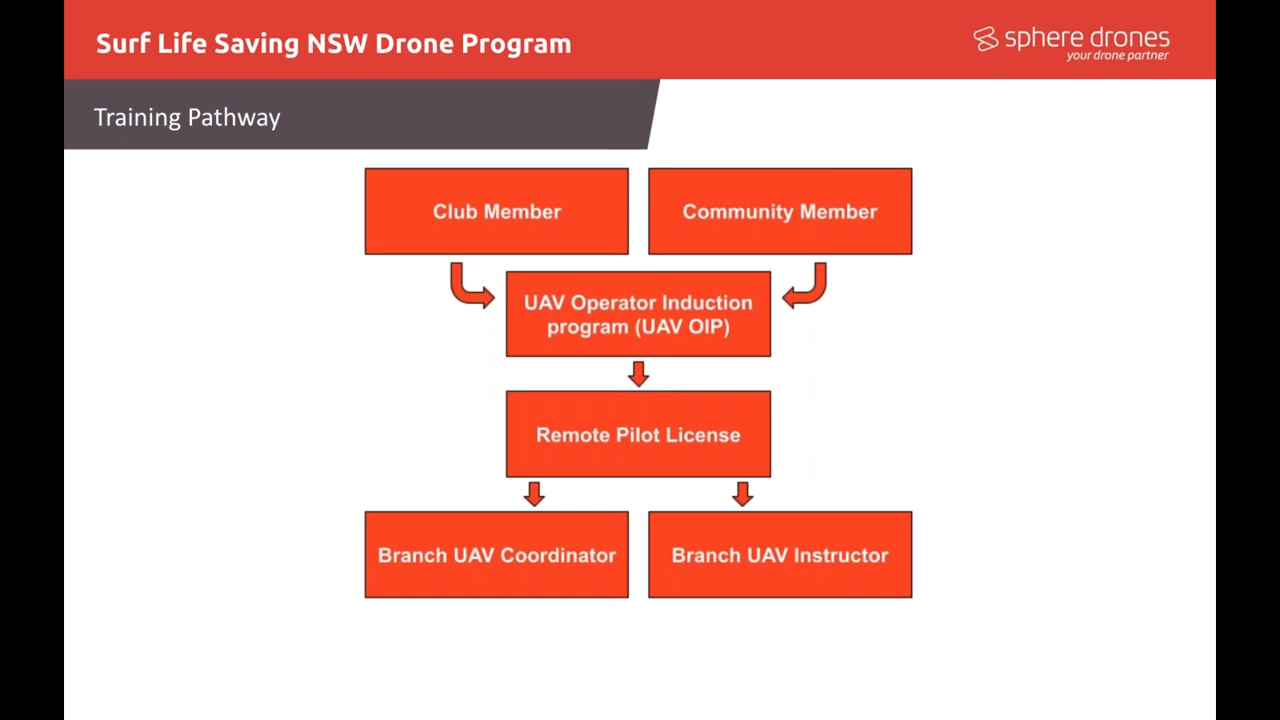 Surf Life Saving NSW Drone Program
sphere drones
your drone partner
Training Pathway
Club Member
Community Member
UAV Operator Induction
program (UAV OIP)
Remote Pilot License
Branch UAV Coordinator
Branch UAV Instructor